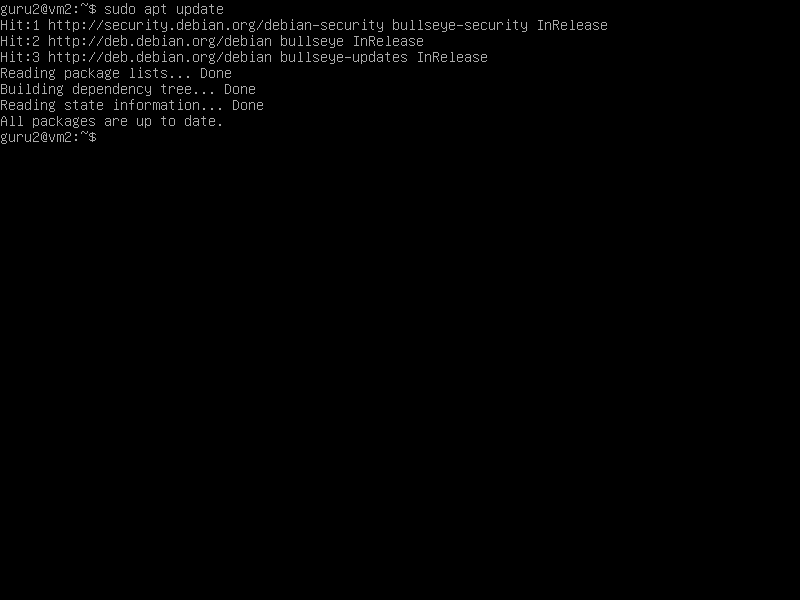 guru2@vm2:~$ sudo apt update
Hit:1 http://security.debian.org/debian-security bullseye-security InRelease
Hit:2 http://deb.debian.org/debian bullseye InRelease
Hit:3 http://deb.debian.org/debian bullseye-updates InRelease
Reading package lists... Done
Building dependency tree... Done
Reading state information... Done
All packages are up to date.
guru2@vm2:~$